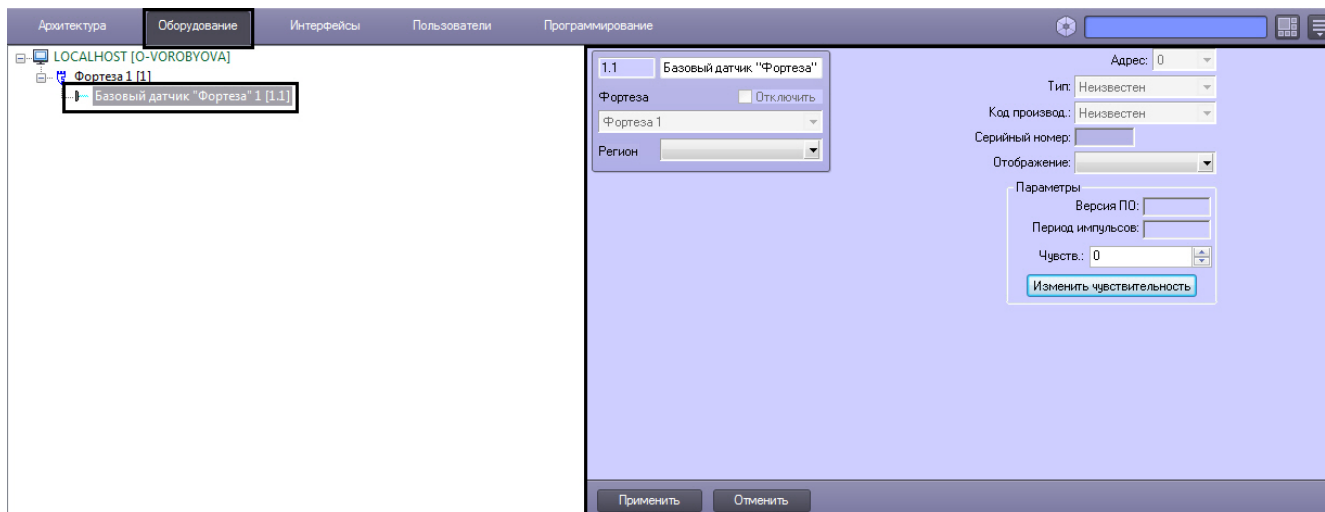 Архитектура Оборудование Интерфейсы Пользователи Программирование
LOCALHOST [O-VOROBYOVA]
Фортеза 1 [1]
Базовый датчик "Фортеза" 1 [1.1]
1.1 Базовый датчик "Фортеза"
Фортеза Отключить
Фортеза 1
Регион
Адрес: 0
Тип: Неизвестен
Код производ.: Неизвестен
Серийный номер:
Отображение:
Параметры
Версия ПО:
Период импульсов:
Чувств.: 0
Изменить чувствительность
Применить Отменить